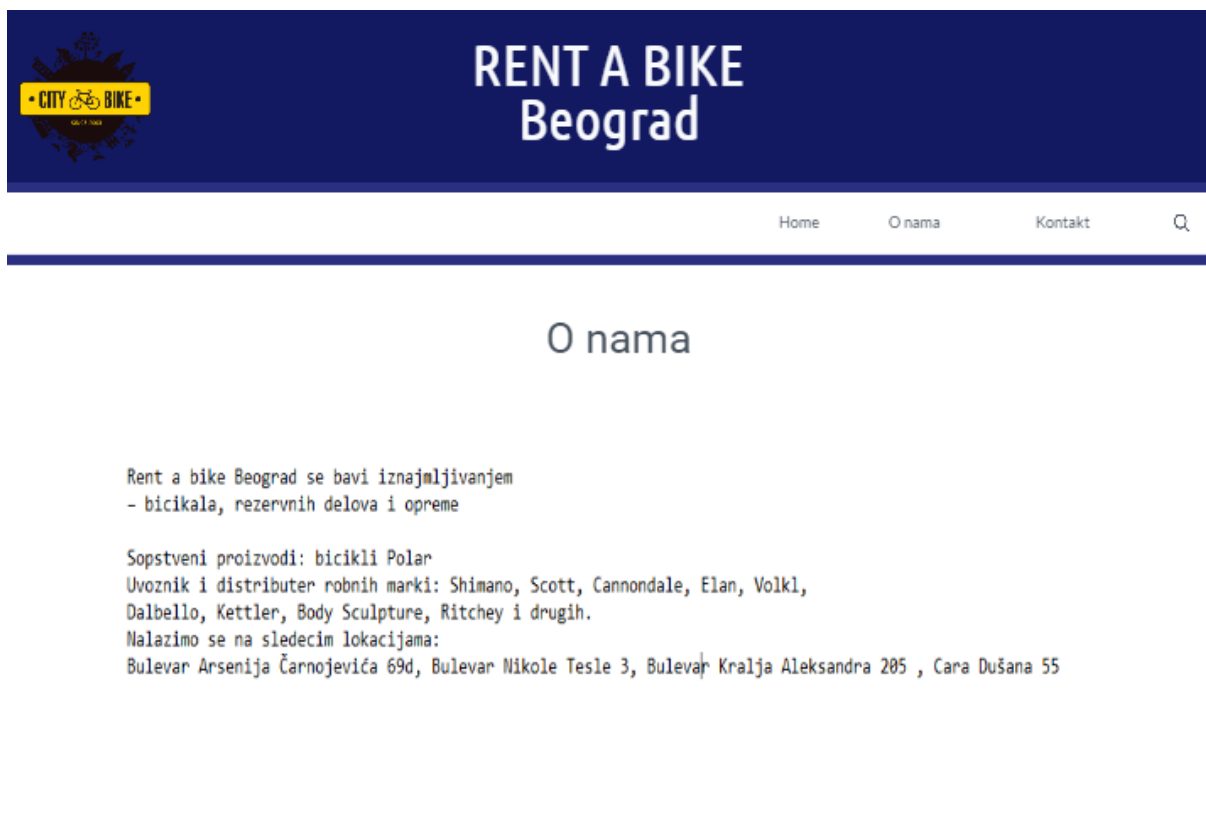 • CITY BIKE •
RENT A BIKE
Beograd
Home O nama Kontakt
O nama
Rent a bike Beograd se bavi iznajmljivanjem
– bicikala, rezervnih delova i opreme
Sopstveni proizvodi: bicikli Polar
Uvoznik i distributer robnih marki: Shimano, Scott, Cannondale, Elan, Volkl,
Dalbello, Kettler, Body Sculpture, Ritchey i drugih.
Nalazimo se na sledecim lokacijama:
Bulevar Arsenija Čarnojevića 69d, Bulevar Nikole Tesle 3, Bulevar Kralja Aleksandra 205 , Cara Dušana 55